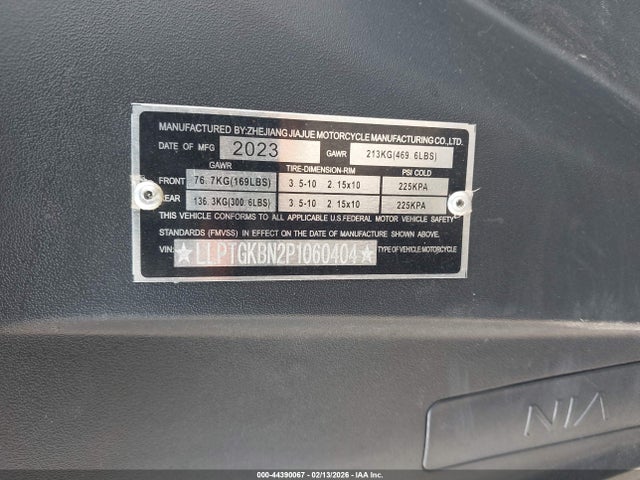 MANUFACTURED BY:ZHEJIANG JIAJUE MOTORCYCLE MANUFACTURING CO.,LTD.
DATE OF MFG 2023 GAWR 213KG(469.6LBS)
GAWR TIRE-DIMENSION-RIM PSI COLD
FRONT 76.7KG(169LBS) 3.5-10 2.15x10 225KPA
REAR 136.3KG(300.6LBS) 3.5-10 2.15x10 225KPA
THIS VEHICLE CONFORMS TO ALL APPLICABLE U.S.FEDERAL MOTOR VEHICLE SAFETY
STANDARDS (FMVSS) IN EFFECT ON THE DATE OF MANUFACTURE SHOWN ABOVE.
VIN: ★LLPTGKBN2P1060404★ TYPE OF VEHICLE:MOTORCYCLE
VIN
000-44390067 - 02/13/2026 - © IAA, Inc.